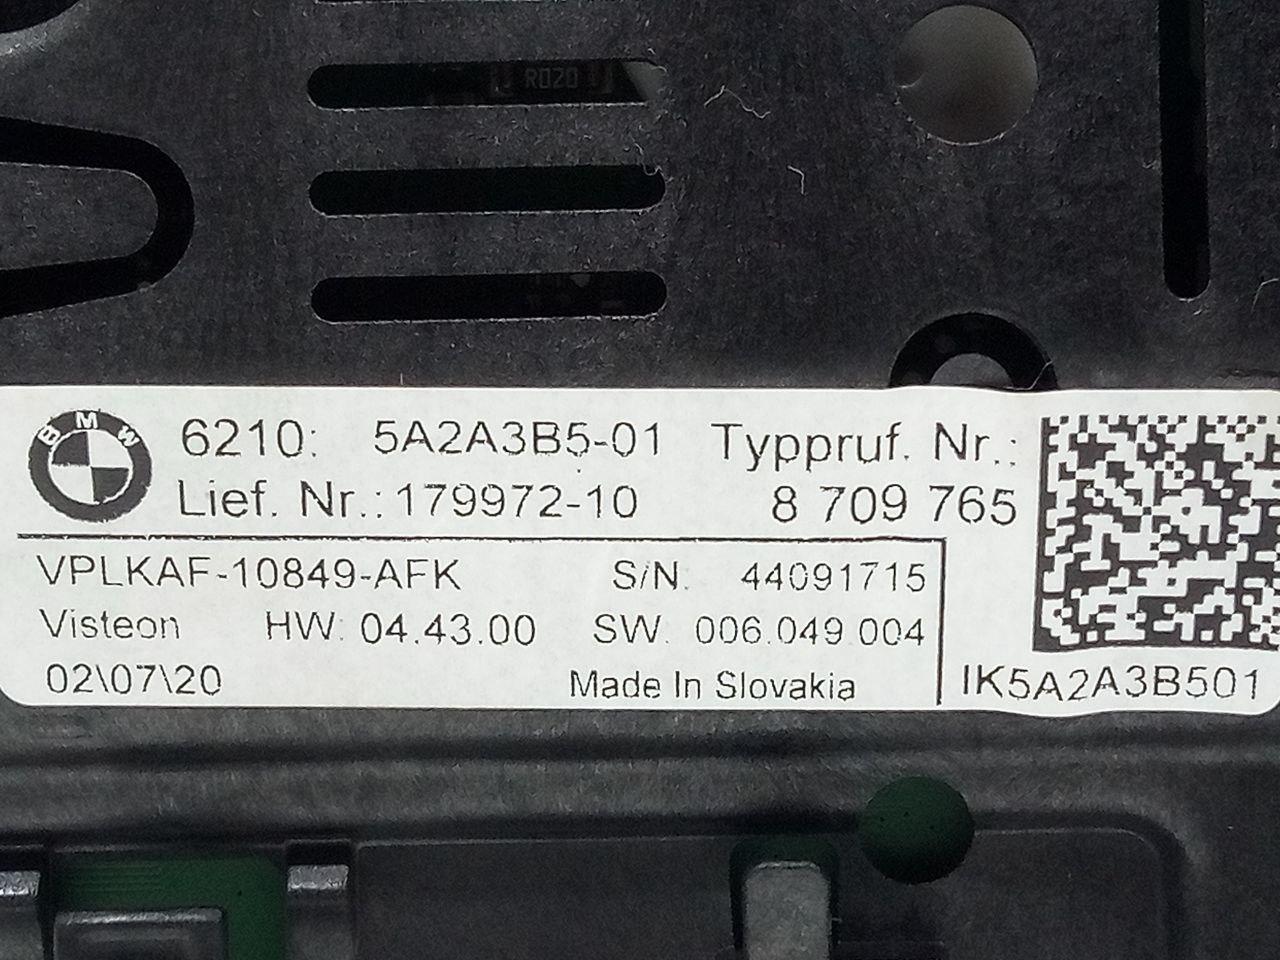 R020
BMW
6210: 5A2A3B5-01 Typpruf. Nr.:
Lief. Nr.: 179972-10 8 709 765
VPLKAF-10849-AFK S/N: 44091715
Visteon HW: 04.43.00 SW: 006.049.004
02\07\20 Made In Slovakia
IK5A2A3B501